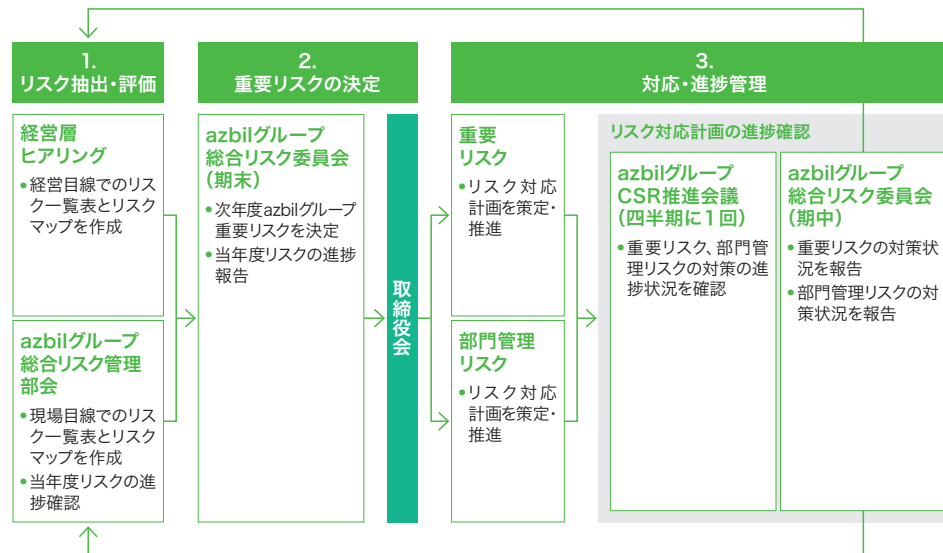 1.
リスク抽出・評価
経営層
ヒアリング
•経営目線でのリス
ク一覧表とリスク
マップを作成
azbilグループ
総合リスク管理
部会
•現場目線でのリス
ク一覧表とリスク
マップを作成
•当年度リスクの進
捗確認
2.
重要リスクの決定
azbilグループ
総合リスク委員会
(期末)
•次年度azbilグループ
重要リスクを決定
•当年度リスクの進捗
報告
取締役会
3.
対応・進捗管理
重要
リスク
•リスク対応
計画を策定・
推進
部門管理
リスク
•リスク対応
計画を策定・
推進
リスク対応計画の進捗確認
azbilグループ
CSR推進会議
(四半期に1回)
•重要リスク、部門管
理リスクの対策の進
捗状況を確認
azbilグループ
総合リスク委員会
(期中)
•重要リスクの対策状
況を報告
•部門管理リスクの対
策状況を報告